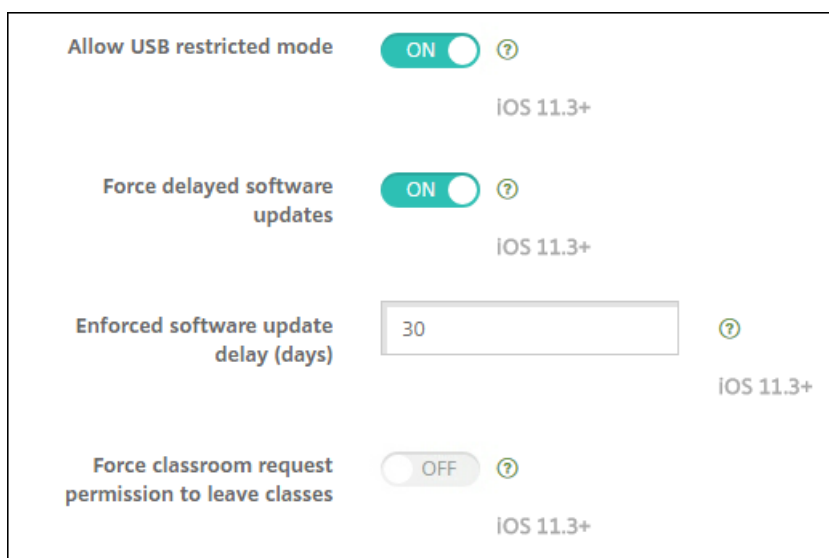 Allow USB restricted mode
ON
?
iOS 11.3+
Force delayed software
updates
ON
?
iOS 11.3+
Enforced software update
delay (days)
30
?
iOS 11.3+
Force classroom request
permission to leave classes
OFF
?
iOS 11.3+